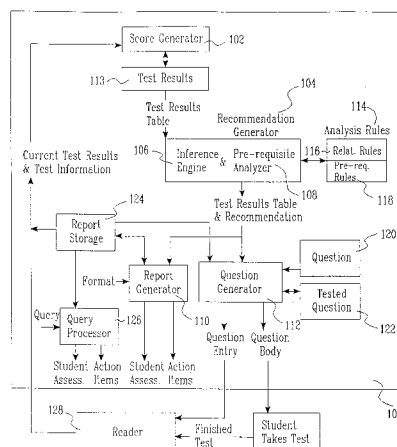 Score Generator
102
113
Test Results
Test Results
Table
104
Recommendation
Generator
114
Analysis Rules
106
Inference
Engine
&
Pre-requisite
Analyzer
108
116
Relat. Rules
Pre-req.
Rules
118
Current Test Results
& Test Information
124
Test Results Table
& Recommendation
Report
Storage
120
Question
Format
Report
Generator
110
Question
Generator
112
Tested
Question
122
Query
Query
Processor
126
Student
Assess.
Action
Items
Student
Assess.
Action
Items
Question
Entry
Question
Body
10
128
Reader
Finished
Test
Student
Takes Test